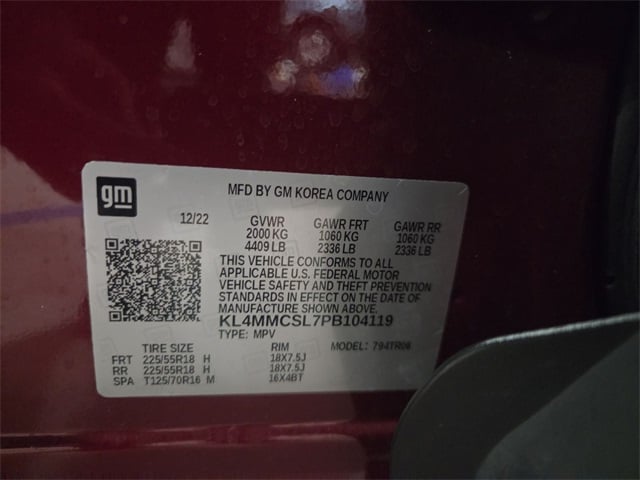 gm
MFD BY GM KOREA COMPANY
12/22 GVWR GAWR FRT GAWR RR
2000 KG 1060 KG 1060 KG
4409 LB 2336 LB 2336 LB
THIS VEHICLE CONFORMS TO ALL
APPLICABLE U.S. FEDERAL MOTOR
VEHICLE SAFETY AND THEFT PREVENTION
STANDARDS IN EFFECT ON THE DATE OF
MANUFACTURE SHOWN ABOVE.
KL4MMCSL7PB104119
TYPE: MPV MODEL: 794TR06
TIRE SIZE RIM
FRT 225/55R18 H 18X7.5J
RR 225/55R18 H 18X7.5J
SPA T125/70R16 M 16X4BT